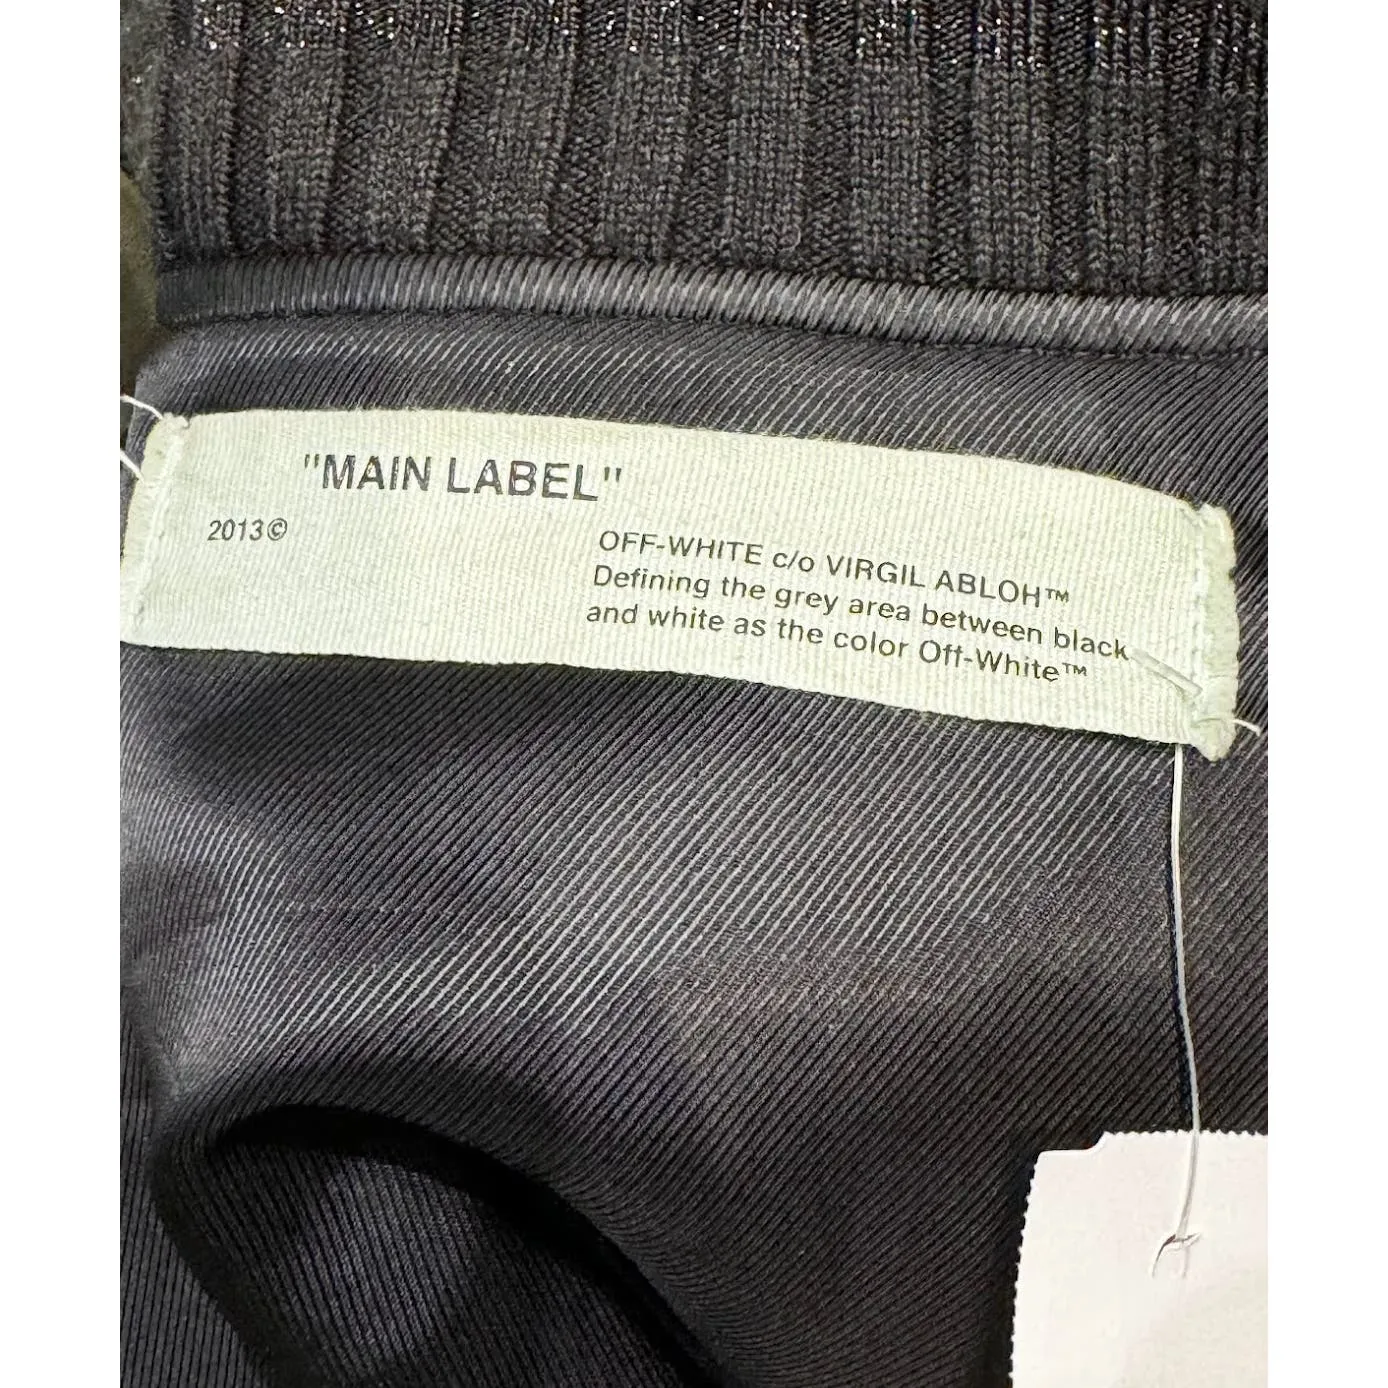 "MAIN LABEL"
2013©
OFF-WHITE c/o VIRGIL ABLOH™
Defining the grey area between black
and white as the color Off-White™